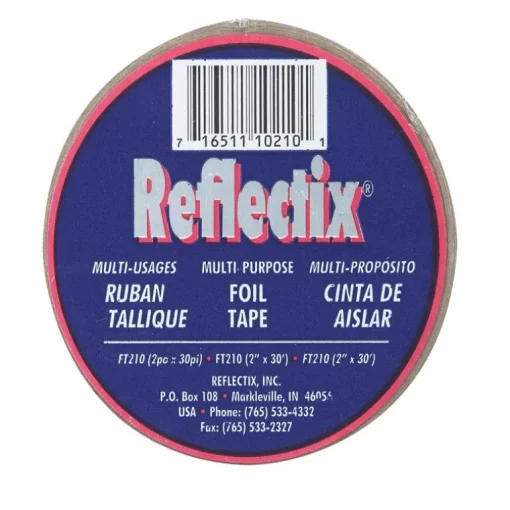 7 16511 10210 1
Reflectix®
MULTI-USAGES MULTI PURPOSE MULTI-PROPÓSITO
RUBAN FOIL CINTA DE
TALLIQUE TAPE AISLAR
FT210 (2po x 30pi) • FT210 (2" x 30') • FT210 (2" x 30')
REFLECTIX, INC.
P.O. Box 108 • Markleville, IN 46056
USA • Phone: (765) 533-4332
Fax: (765) 533-2327